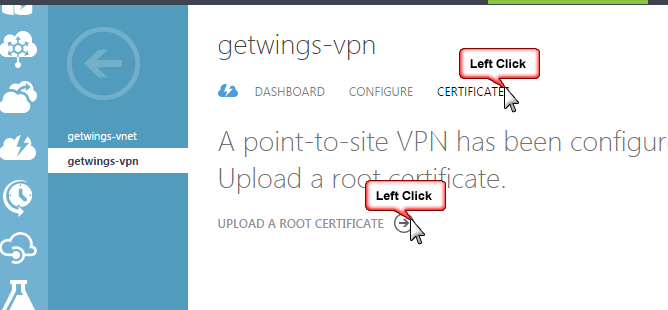 getwings-vpn
Left Click
DASHBOARD CONFIGURE CERTIFICATE
getwings-vnet
getwings-vpn
A point-to-site VPN has been configure
Upload a root certificate.
Left Click
UPLOAD A ROOT CERTIFICATE